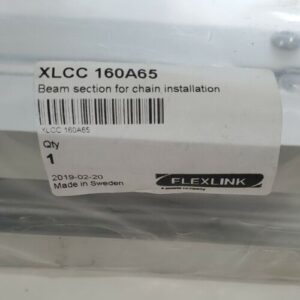 XLCC 160A65
Beam section for chain installation
XLCC 160A65
Qty
1
2019-02-20
Made in Sweden
FLEXLINK